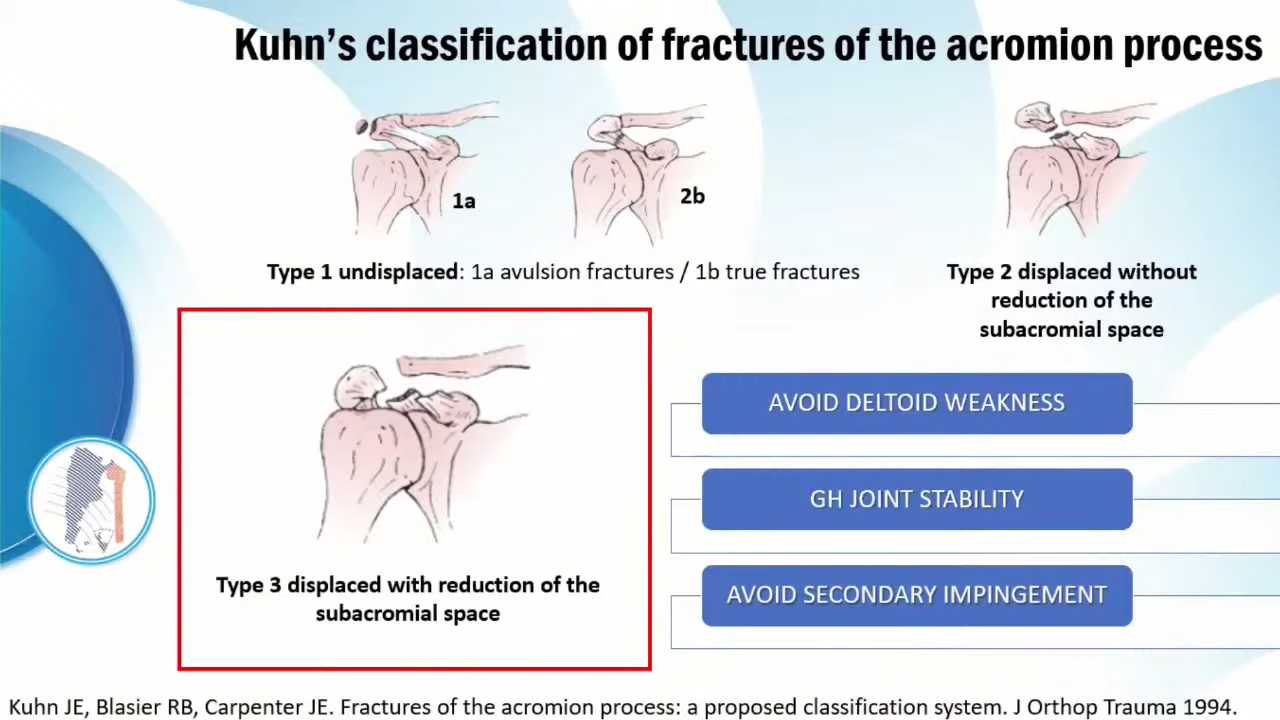 Kuhn’s classification of fractures of the acromion process
1a
2b
Type 1 undisplaced: 1a avulsion fractures / 1b true fractures
Type 2 displaced without
reduction of the
subacromial space
Type 3 displaced with reduction of the
subacromial space
AVOID DELTOID WEAKNESS
GH JOINT STABILITY
AVOID SECONDARY IMPINGEMENT
Kuhn JE, Blasier RB, Carpenter JE. Fractures of the acromion process: a proposed classification system. J Orthop Trauma 1994.